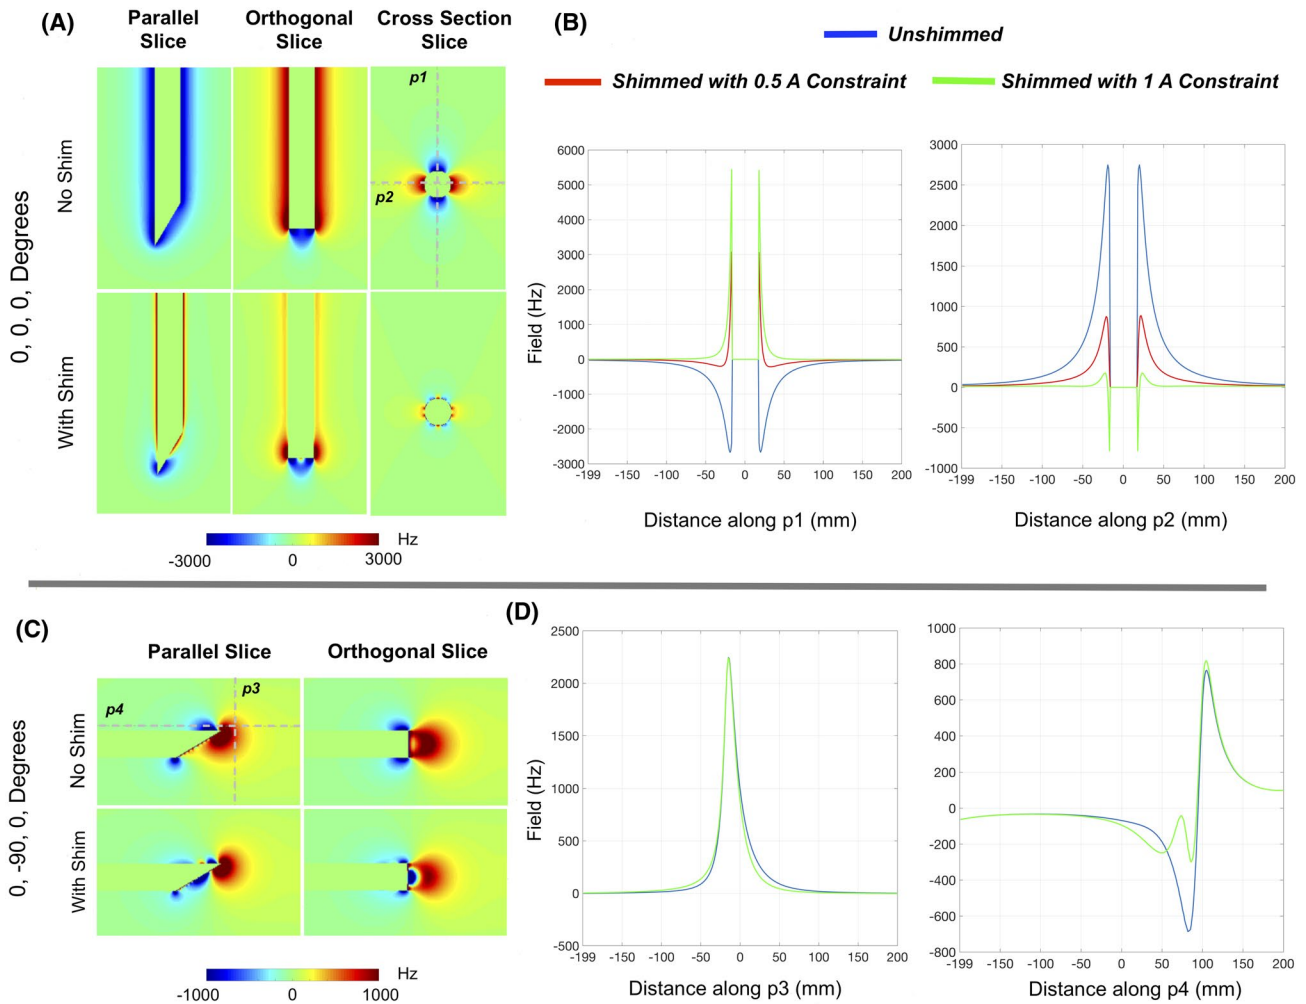 (A)
Parallel Slice
Orthogonal Slice
Cross Section Slice
0, 0, 0, Degrees
No Shim
p1
p2
With Shim
Hz
-3000
0
3000
(B)
Unshimmed
Shimmed with 0.5 A Constraint
Shimmed with 1 A Constraint
Field (Hz)
6000
5000
4000
3000
2000
1000
0
-1000
-2000
-3000
-199 -150 -100 -50 0 50 100 150 200
Distance along p1 (mm)
3000
2500
2000
1500
1000
500
0
-500
-1000
-199 -150 -100 -50 0 50 100 150 200
Distance along p2 (mm)
(C)
Parallel Slice
Orthogonal Slice
0, -90, 0, Degrees
No Shim
p3
p4
With Shim
Hz
-1000
0
1000
(D)
Field (Hz)
2500
2000
1500
1000
500
0
-500
-199 -150 -100 -50 0 50 100 150 200
Distance along p3 (mm)
1000
800
600
400
200
0
-200
-400
-600
-800
-199 -150 -100 -50 0 50 100 150 200
Distance along p4 (mm)